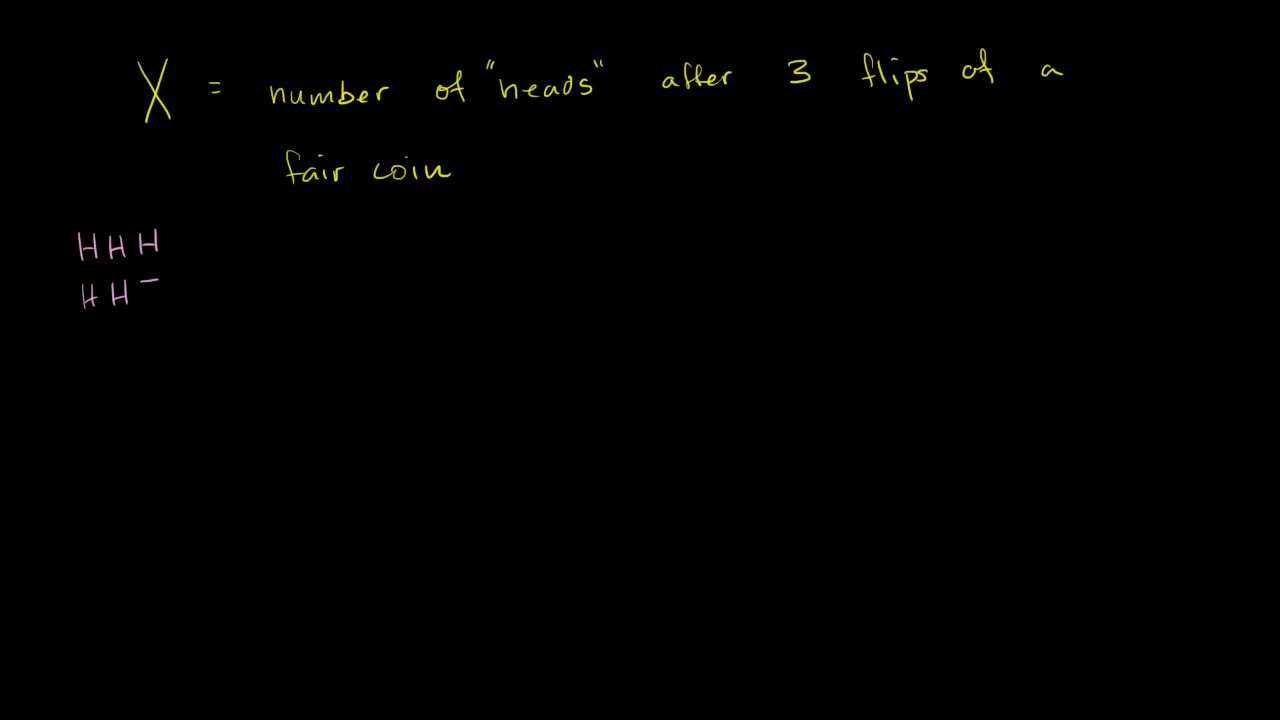 X = number of "heads" after 3 flips of a
fair coin
HHH
HH